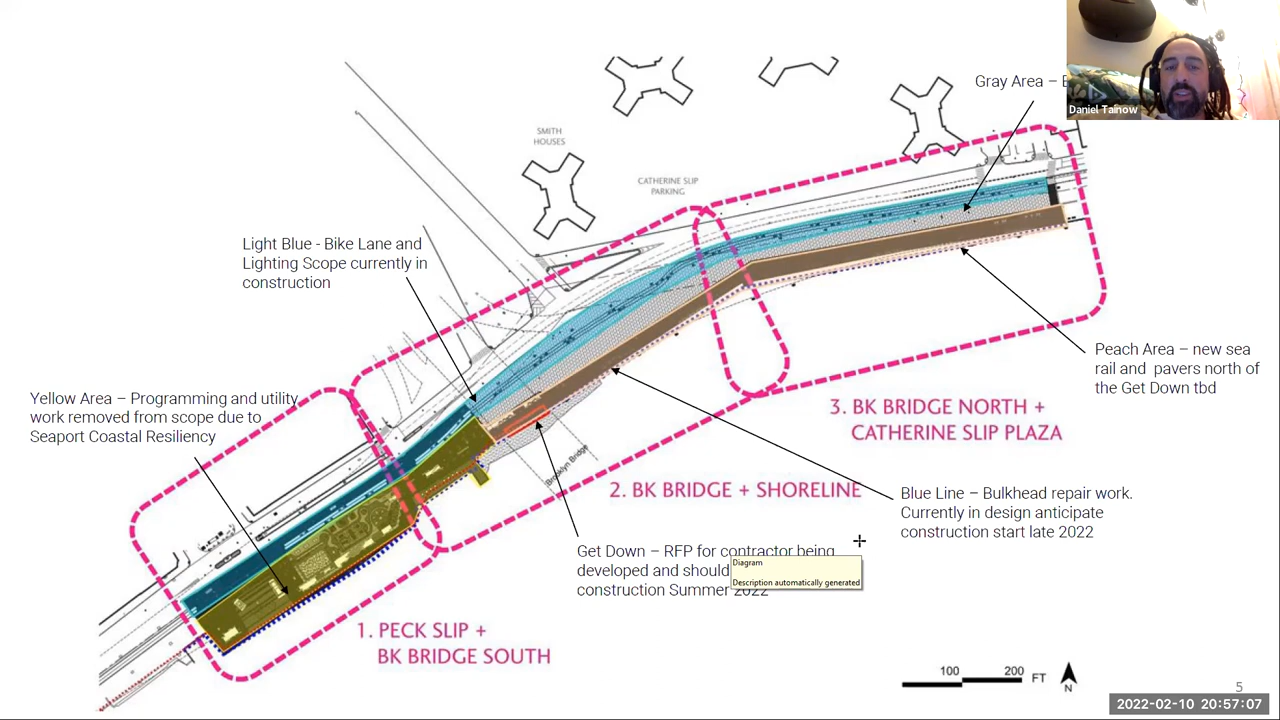 Gray Area –
Daniel Tainow
SMITH
HOUSES
CATHERINE SLIP
PARKING
Light Blue - Bike Lane and
Lighting Scope currently in
construction
Peach Area – new sea
rail and pavers north of
the Get Down tbd
Yellow Area – Programming and utility
work removed from scope due to
Seaport Coastal Resiliency
3. BK BRIDGE NORTH +
CATHERINE SLIP PLAZA
Brooklyn Bridge
2. BK BRIDGE + SHORELINE
Blue Line – Bulkhead repair work.
Currently in design anticipate
construction start late 2022
Get Down – RFP for contractor being
developed and should
construction Summer 2022
Diagram
Description automatically generated
1. PECK SLIP +
BK BRIDGE SOUTH
100 200 FT
N
5
2022-02-10 20:57:07